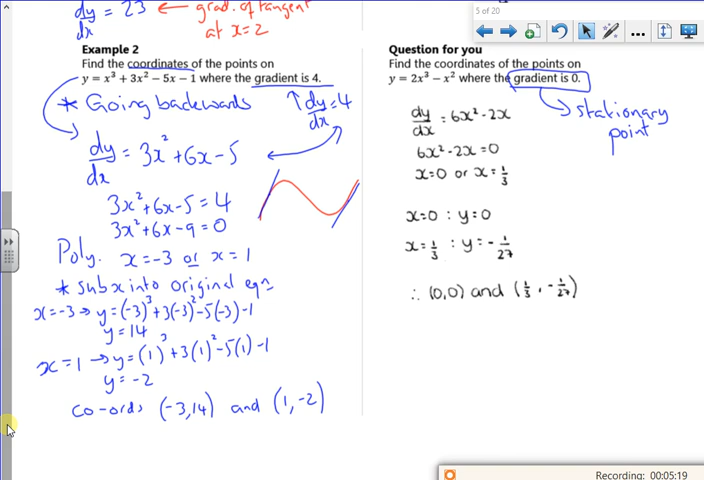 dy/dx = 23 ← grad. of tangent
at x=2
Example 2
Find the coordinates of the points on
y = x³ + 3x² − 5x − 1 where the gradient is 4.
* Going backwards
↑ dy/dx = 4
dy/dx = 3x² + 6x - 5
3x² + 6x - 5 = 4
3x² + 6x - 9 = 0
Poly. x = -3 or x = 1
* sub x into original eqn
x = -3 → y = (-3)³ + 3(-3)² - 5(-3) - 1
y = 14
x = 1 → y = (1)³ + 3(1)² - 5(1) - 1
y = -2
co-ords (-3, 14) and (1, -2)
5 of 20
Question for you
Find the coordinates of the points on
y = 2x³ − x² where the gradient is 0.
stationary
point
dy/dx = 6x² - 2x
6x² - 2x = 0
x = 0 or x = 1/3
x = 0 : y = 0
x = 1/3 : y = - 1/27
∴ (0,0) and (1/3, - 1/27)
Recording: 00:05:19